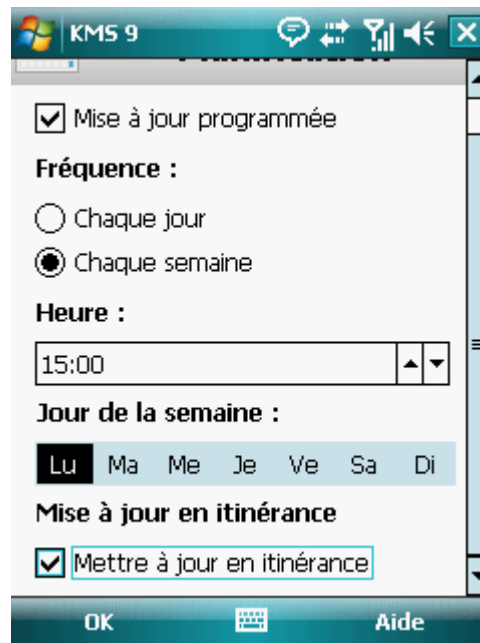 KMS 9
Mise à jour programmée
Fréquence :
Chaque jour
Chaque semaine
Heure :
15:00
Jour de la semaine :
Lu Ma Me Je Ve Sa Di
Mise à jour en itinérance
Mettre à jour en itinérance
OK Aide